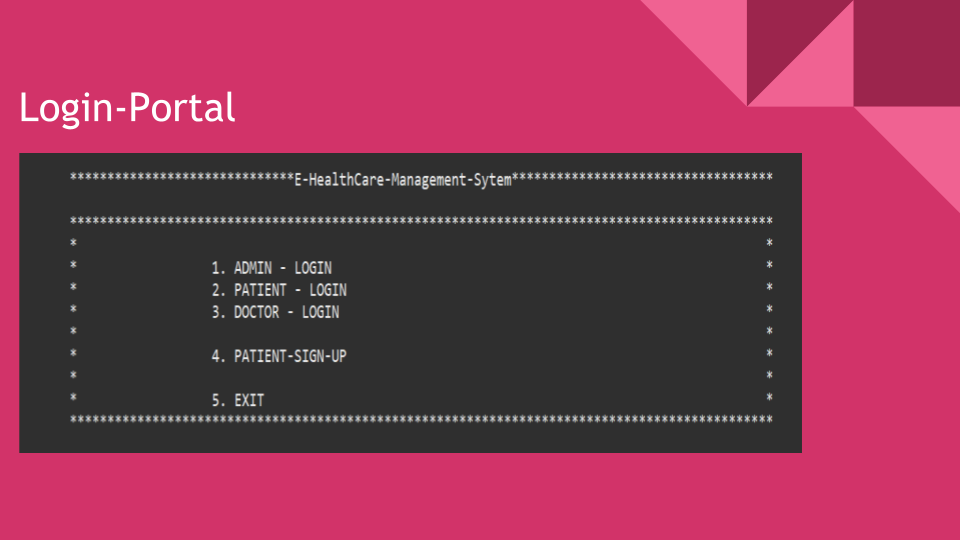 Login-Portal
******************************E-HealthCare-Management-Sytem***********************************
**********************************************************************************************
* *
* 1. ADMIN - LOGIN *
* 2. PATIENT - LOGIN *
* 3. DOCTOR - LOGIN *
* *
* 4. PATIENT-SIGN-UP *
* *
* 5. EXIT *
**********************************************************************************************